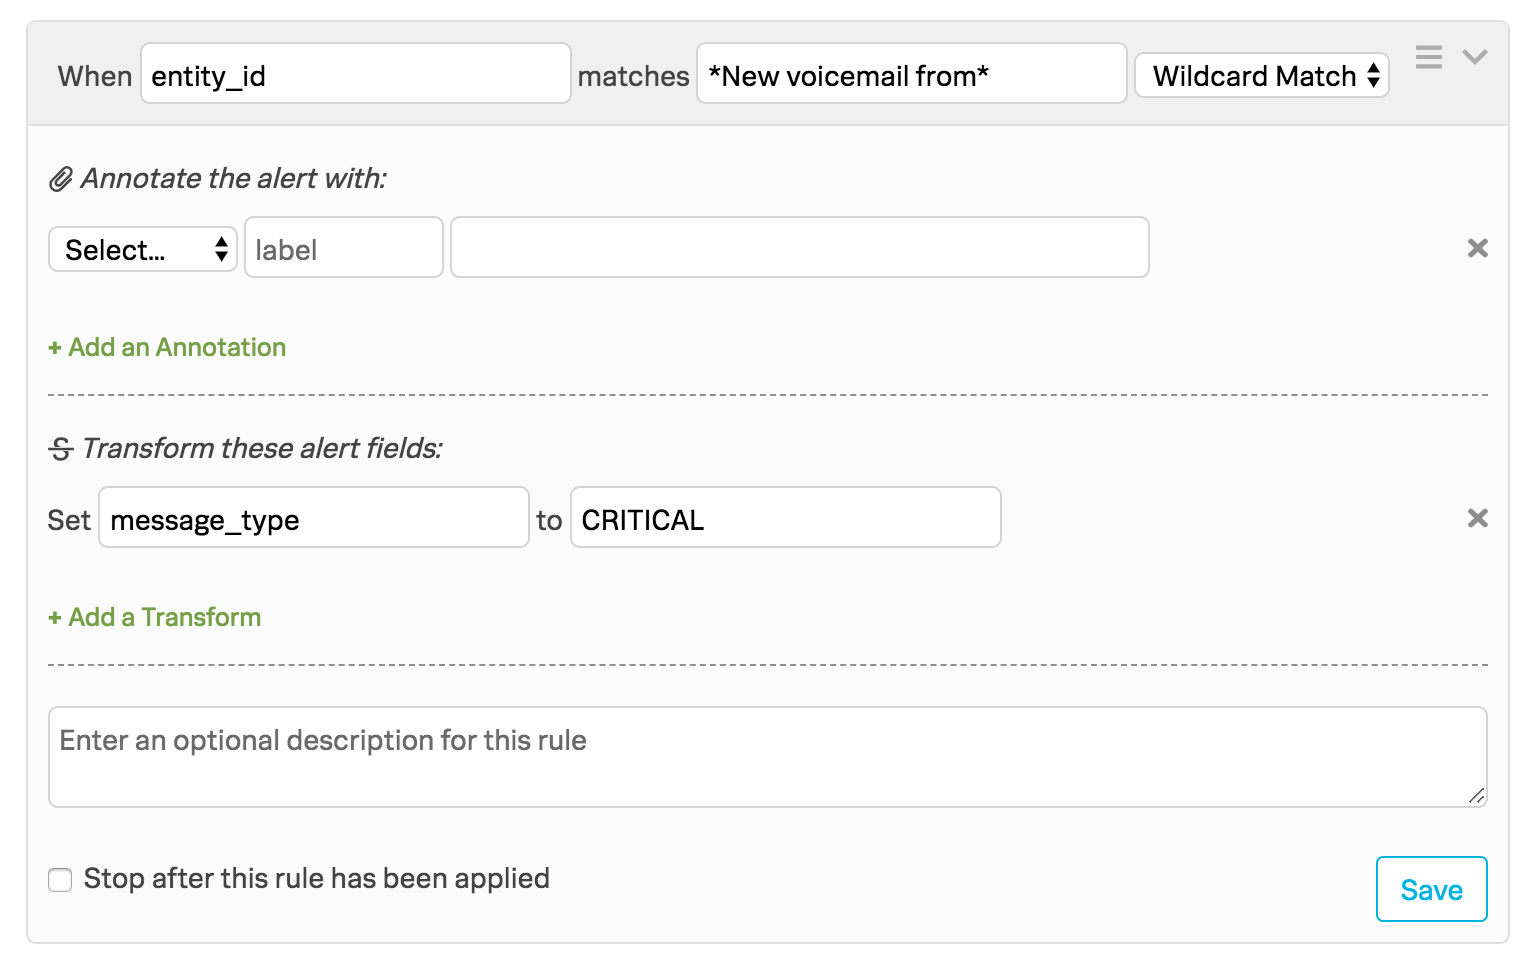 When entity_id matches *New voicemail from* Wildcard Match
Annotate the alert with:
Select... label
+ Add an Annotation
Transform these alert fields:
Set message_type to CRITICAL
+ Add a Transform
Enter an optional description for this rule
Stop after this rule has been applied
Save